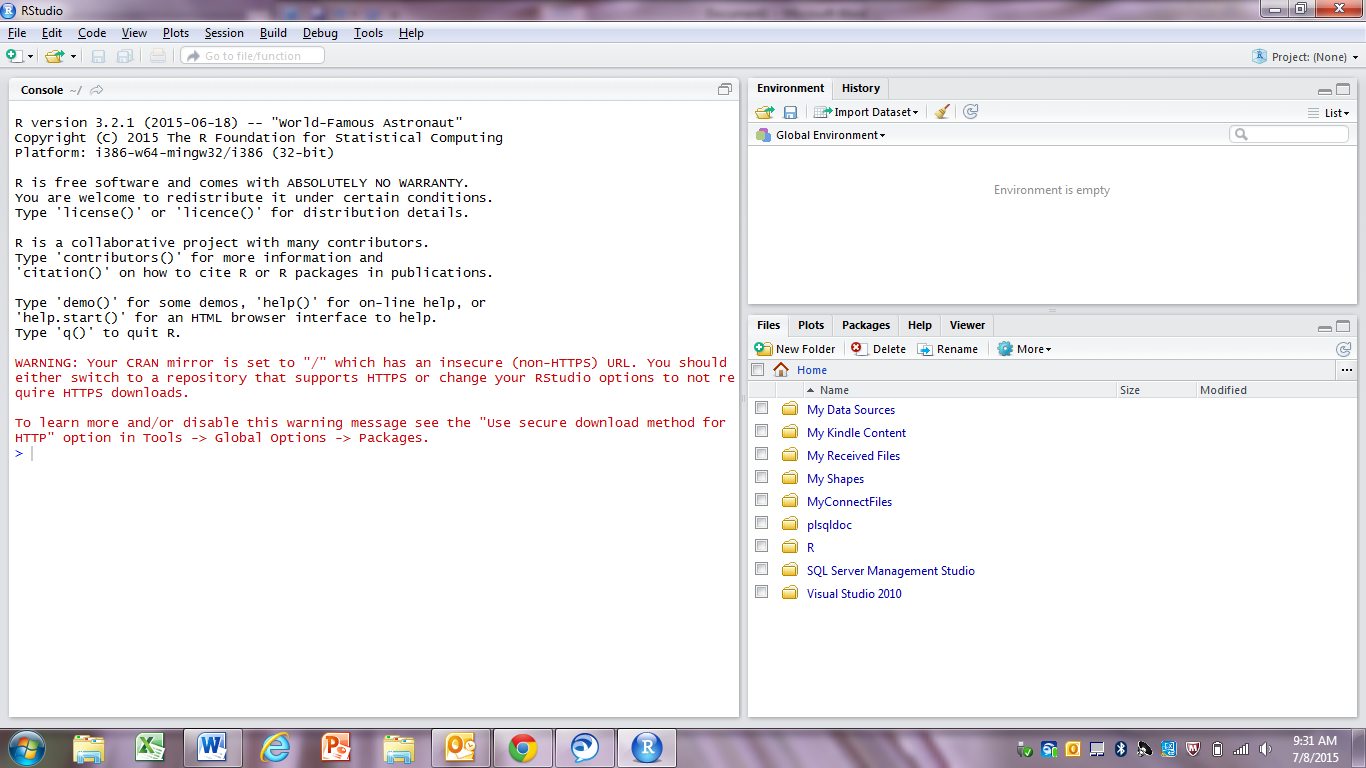 RStudio
File Edit Code View Plots Session Build Debug Tools Help
Go to file/function
Project: (None)
Console ~/
R version 3.2.1 (2015-06-18) -- "World-Famous Astronaut"
Copyright (C) 2015 The R Foundation for Statistical Computing
Platform: i386-w64-mingw32/i386 (32-bit)
R is free software and comes with ABSOLUTELY NO WARRANTY.
You are welcome to redistribute it under certain conditions.
Type 'license()' or 'licence()' for distribution details.
R is a collaborative project with many contributors.
Type 'contributors()' for more information and
'citation()' on how to cite R or R packages in publications.
Type 'demo()' for some demos, 'help()' for on-line help, or
'help.start()' for an HTML browser interface to help.
Type 'q()' to quit R.
WARNING: Your CRAN mirror is set to "/" which has an insecure (non-HTTPS) URL. You should
either switch to a repository that supports HTTPS or change your RStudio options to not re
quire HTTPS downloads.
To learn more and/or disable this warning message see the "Use secure download method for
HTTP" option in Tools -> Global Options -> Packages.
>
Environment History
Import Dataset
List
Global Environment
Environment is empty
Files Plots Packages Help Viewer
New Folder Delete Rename More
Home ...
Name Size Modified
My Data Sources
My Kindle Content
My Received Files
My Shapes
MyConnectFiles
plsqldoc
R
SQL Server Management Studio
Visual Studio 2010
9:31 AM
7/8/2015